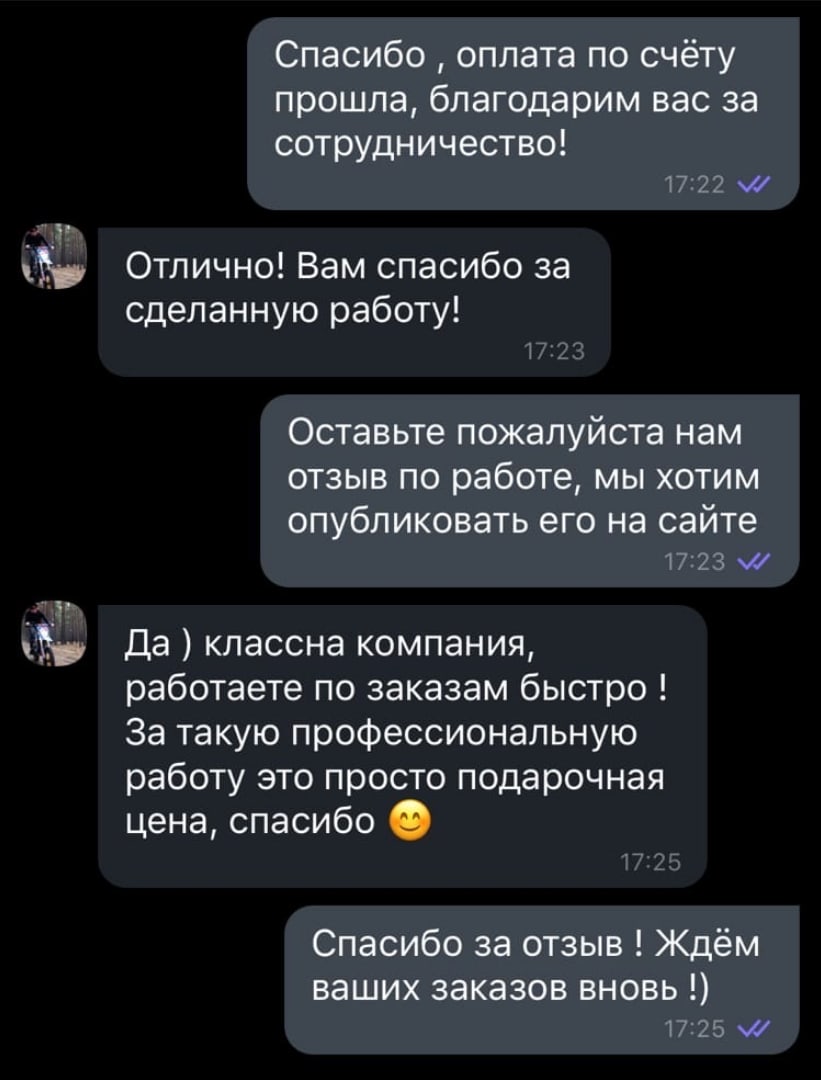 Спасибо , оплата по счёту
прошла, благодарим вас за
сотрудничество!
17:22
Отлично! Вам спасибо за
сделанную работу!
17:23
Оставьте пожалуйста нам
отзыв по работе, мы хотим
опубликовать его на сайте
17:23
Да ) классна компания,
работаете по заказам быстро !
За такую профессиональную
работу это просто подарочная
цена, спасибо 😊
17:25
Спасибо за отзыв ! Ждём
ваших заказов вновь !)
17:25